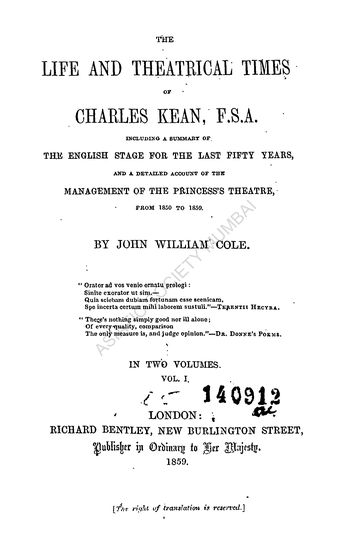 THE
LIFE AND THEATRICAL TIMES
OF
CHARLES KEAN, F.S.A.
INCLUDING A SUMMARY OF
THE ENGLISH STAGE FOR THE LAST FIFTY YEARS,
AND A DETAILED ACCOUNT OF THE
MANAGEMENT OF THE PRINCESS'S THEATRE,
FROM 1850 TO 1859.
BY JOHN WILLIAM COLE.
"Orator ad vos venio ornatu prologi:
Sinite exorator ut sim.—
Quia sciebam dubiam fortunam esse scenicam,
Spe incerta certum mihi laborem sustuli."—TERENTII HECYRA.
"There's nothing simply good nor ill alone;
Of every quality, comparison
The only measure is, and judge opinion."—DR. DONNE'S POEMS.
ASIATIC SOCIETY MUMBAI
IN TWO VOLUMES.
VOL. I.
140912
LONDON:
RICHARD BENTLEY, NEW BURLINGTON STREET,
Publisher in Ordinary to Her Majesty.
1859.
[The right of translation is reserved.]